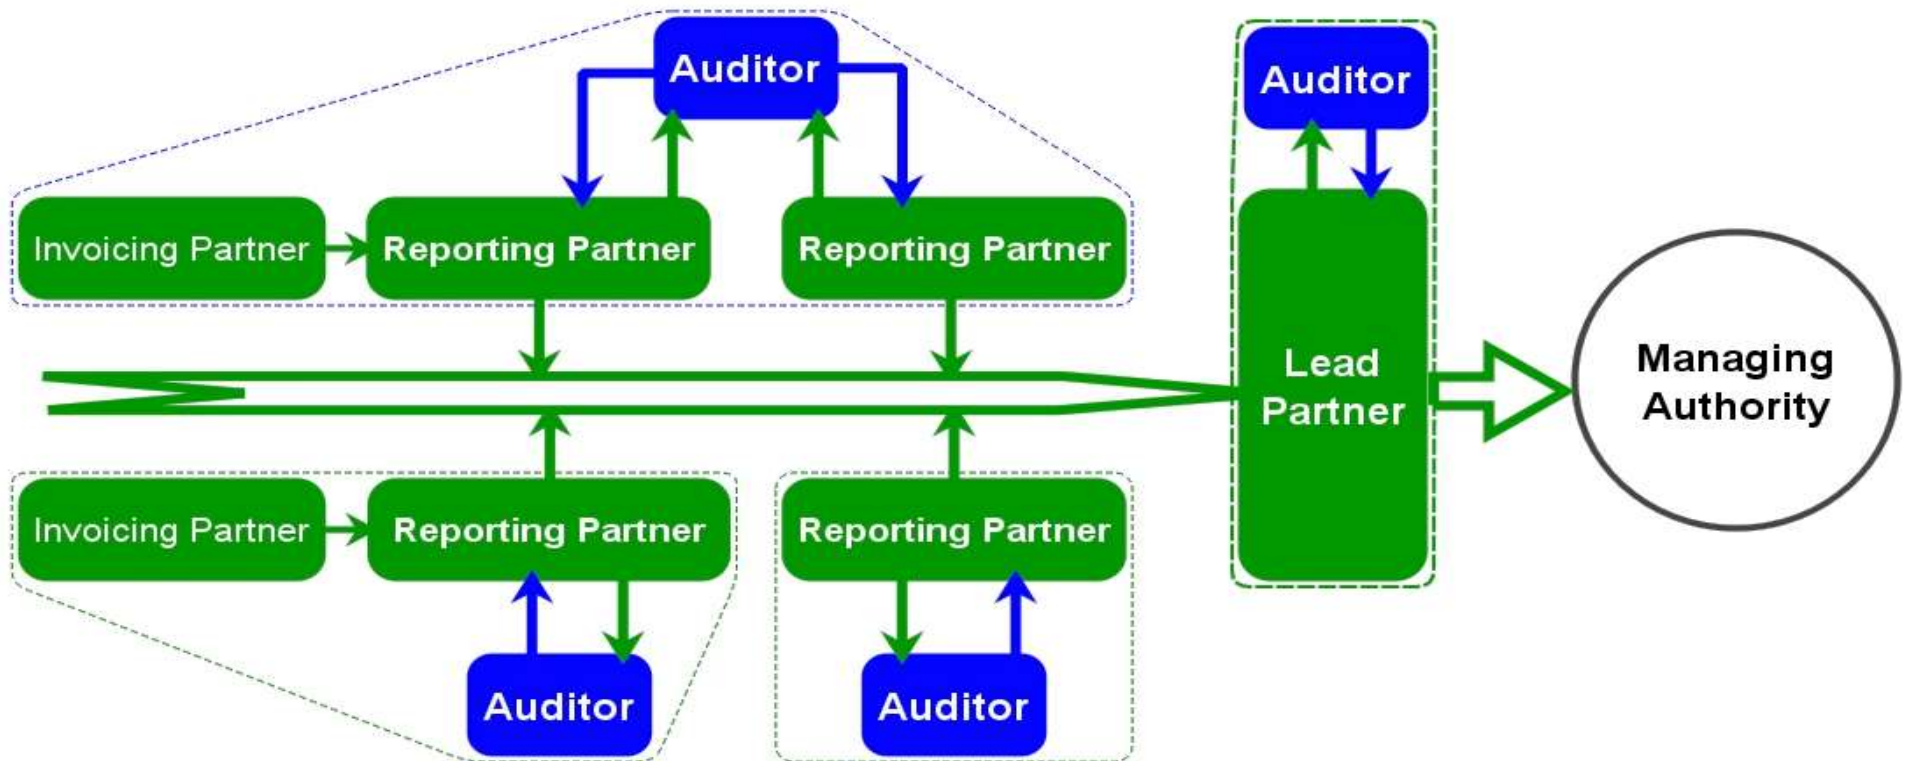 Auditor
Auditor
Invoicing Partner
Reporting Partner
Reporting Partner
Lead
Partner
Managing
Authority
Invoicing Partner
Reporting Partner
Reporting Partner
Auditor
Auditor